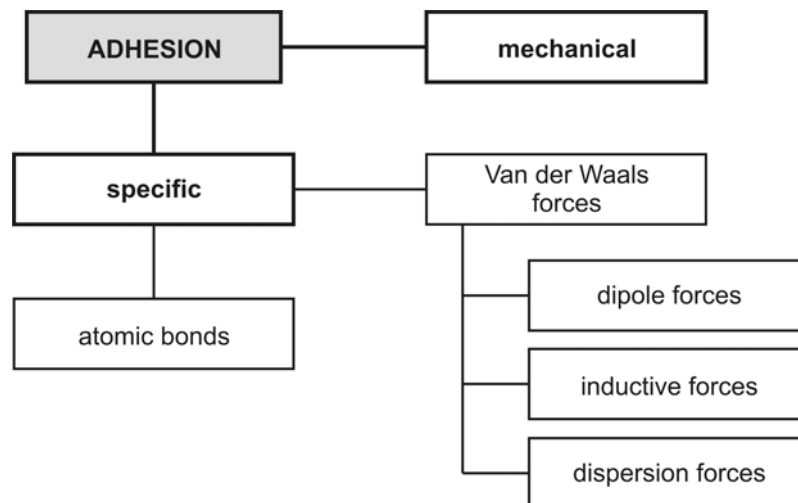 ADHESION
mechanical
specific
Van der Waals
forces
atomic bonds
dipole forces
inductive forces
dispersion forces